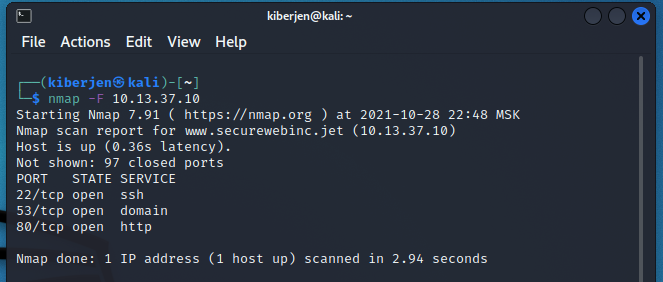 kiberjen@kali: ~
File Actions Edit View Help
┌──(kiberjen㉿kali)-[~]
└─$ nmap -F 10.13.37.10
Starting Nmap 7.91 ( https://nmap.org ) at 2021-10-28 22:48 MSK
Nmap scan report for www.securewebinc.jet (10.13.37.10)
Host is up (0.36s latency).
Not shown: 97 closed ports
PORT   STATE SERVICE
22/tcp open  ssh
53/tcp open  domain
80/tcp open  http
Nmap done: 1 IP address (1 host up) scanned in 2.94 seconds